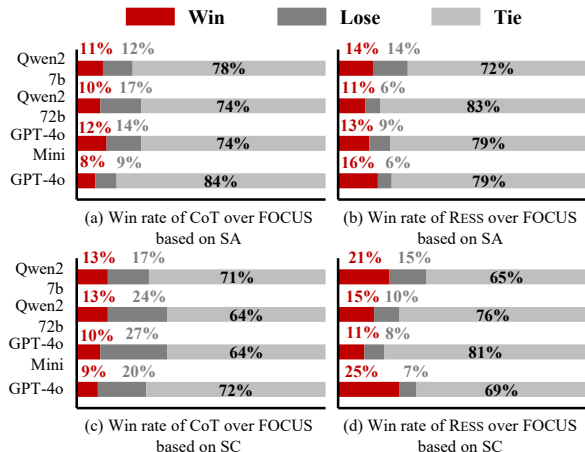 Win Lose Tie
Qwen2 7b 11% 12% 78% 14% 14% 72%
Qwen2 72b 10% 17% 74% 11% 6% 83%
GPT-4o Mini 12% 14% 74% 13% 9% 79%
GPT-4o 8% 9% 84% 16% 6% 79%
(a) Win rate of CoT over FOCUS
based on SA
(b) Win rate of RESS over FOCUS
based on SA
Qwen2 7b 13% 17% 71% 21% 15% 65%
Qwen2 72b 13% 24% 64% 15% 10% 76%
GPT-4o Mini 10% 27% 64% 11% 8% 81%
GPT-4o 9% 20% 72% 25% 7% 69%
(c) Win rate of CoT over FOCUS
based on SC
(d) Win rate of RESS over FOCUS
based on SC